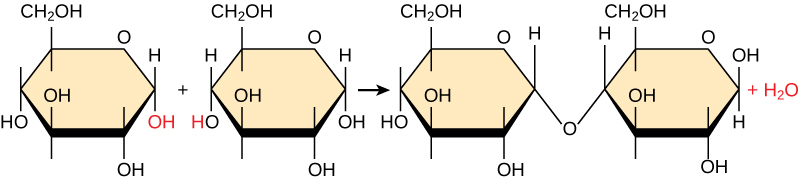 CH₂OH CH₂OH CH₂OH CH₂OH
O O H O H
H H H O OH
OH + OH OH OH + H₂O
HO OH HO OH HO O H
OH OH OH OH